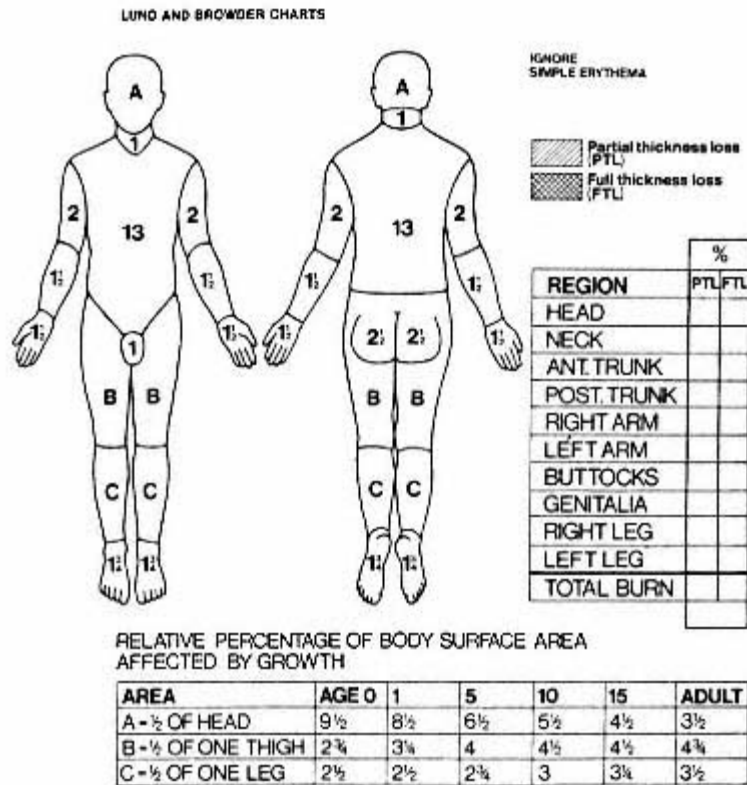 LUND AND BROWDER CHARTS
IGNORE
SIMPLE ERYTHEMA
Partial thickness loss
(PTL)
Full thickness loss
(FTL)
A
1
2 13 2
1½ 1½
1½ 1½
1
B B
C C
1¾ 1¾
A
1
2 13 2
1½ 1½
1½ 1½
2½ 2½
B B
C C
1¾ 1¾
%
REGION PTL FTL
HEAD
NECK
ANT. TRUNK
POST. TRUNK
RIGHT ARM
LEFT ARM
BUTTOCKS
GENITALIA
RIGHT LEG
LEFT LEG
TOTAL BURN
RELATIVE PERCENTAGE OF BODY SURFACE AREA
AFFECTED BY GROWTH
AREA AGE 0 1 5 10 15 ADULT
A = ½ OF HEAD 9½ 8½ 6½ 5½ 4½ 3½
B = ½ OF ONE THIGH 2¾ 3¼ 4 4½ 4½ 4¾
C = ½ OF ONE LEG 2½ 2½ 2¾ 3 3¼ 3½